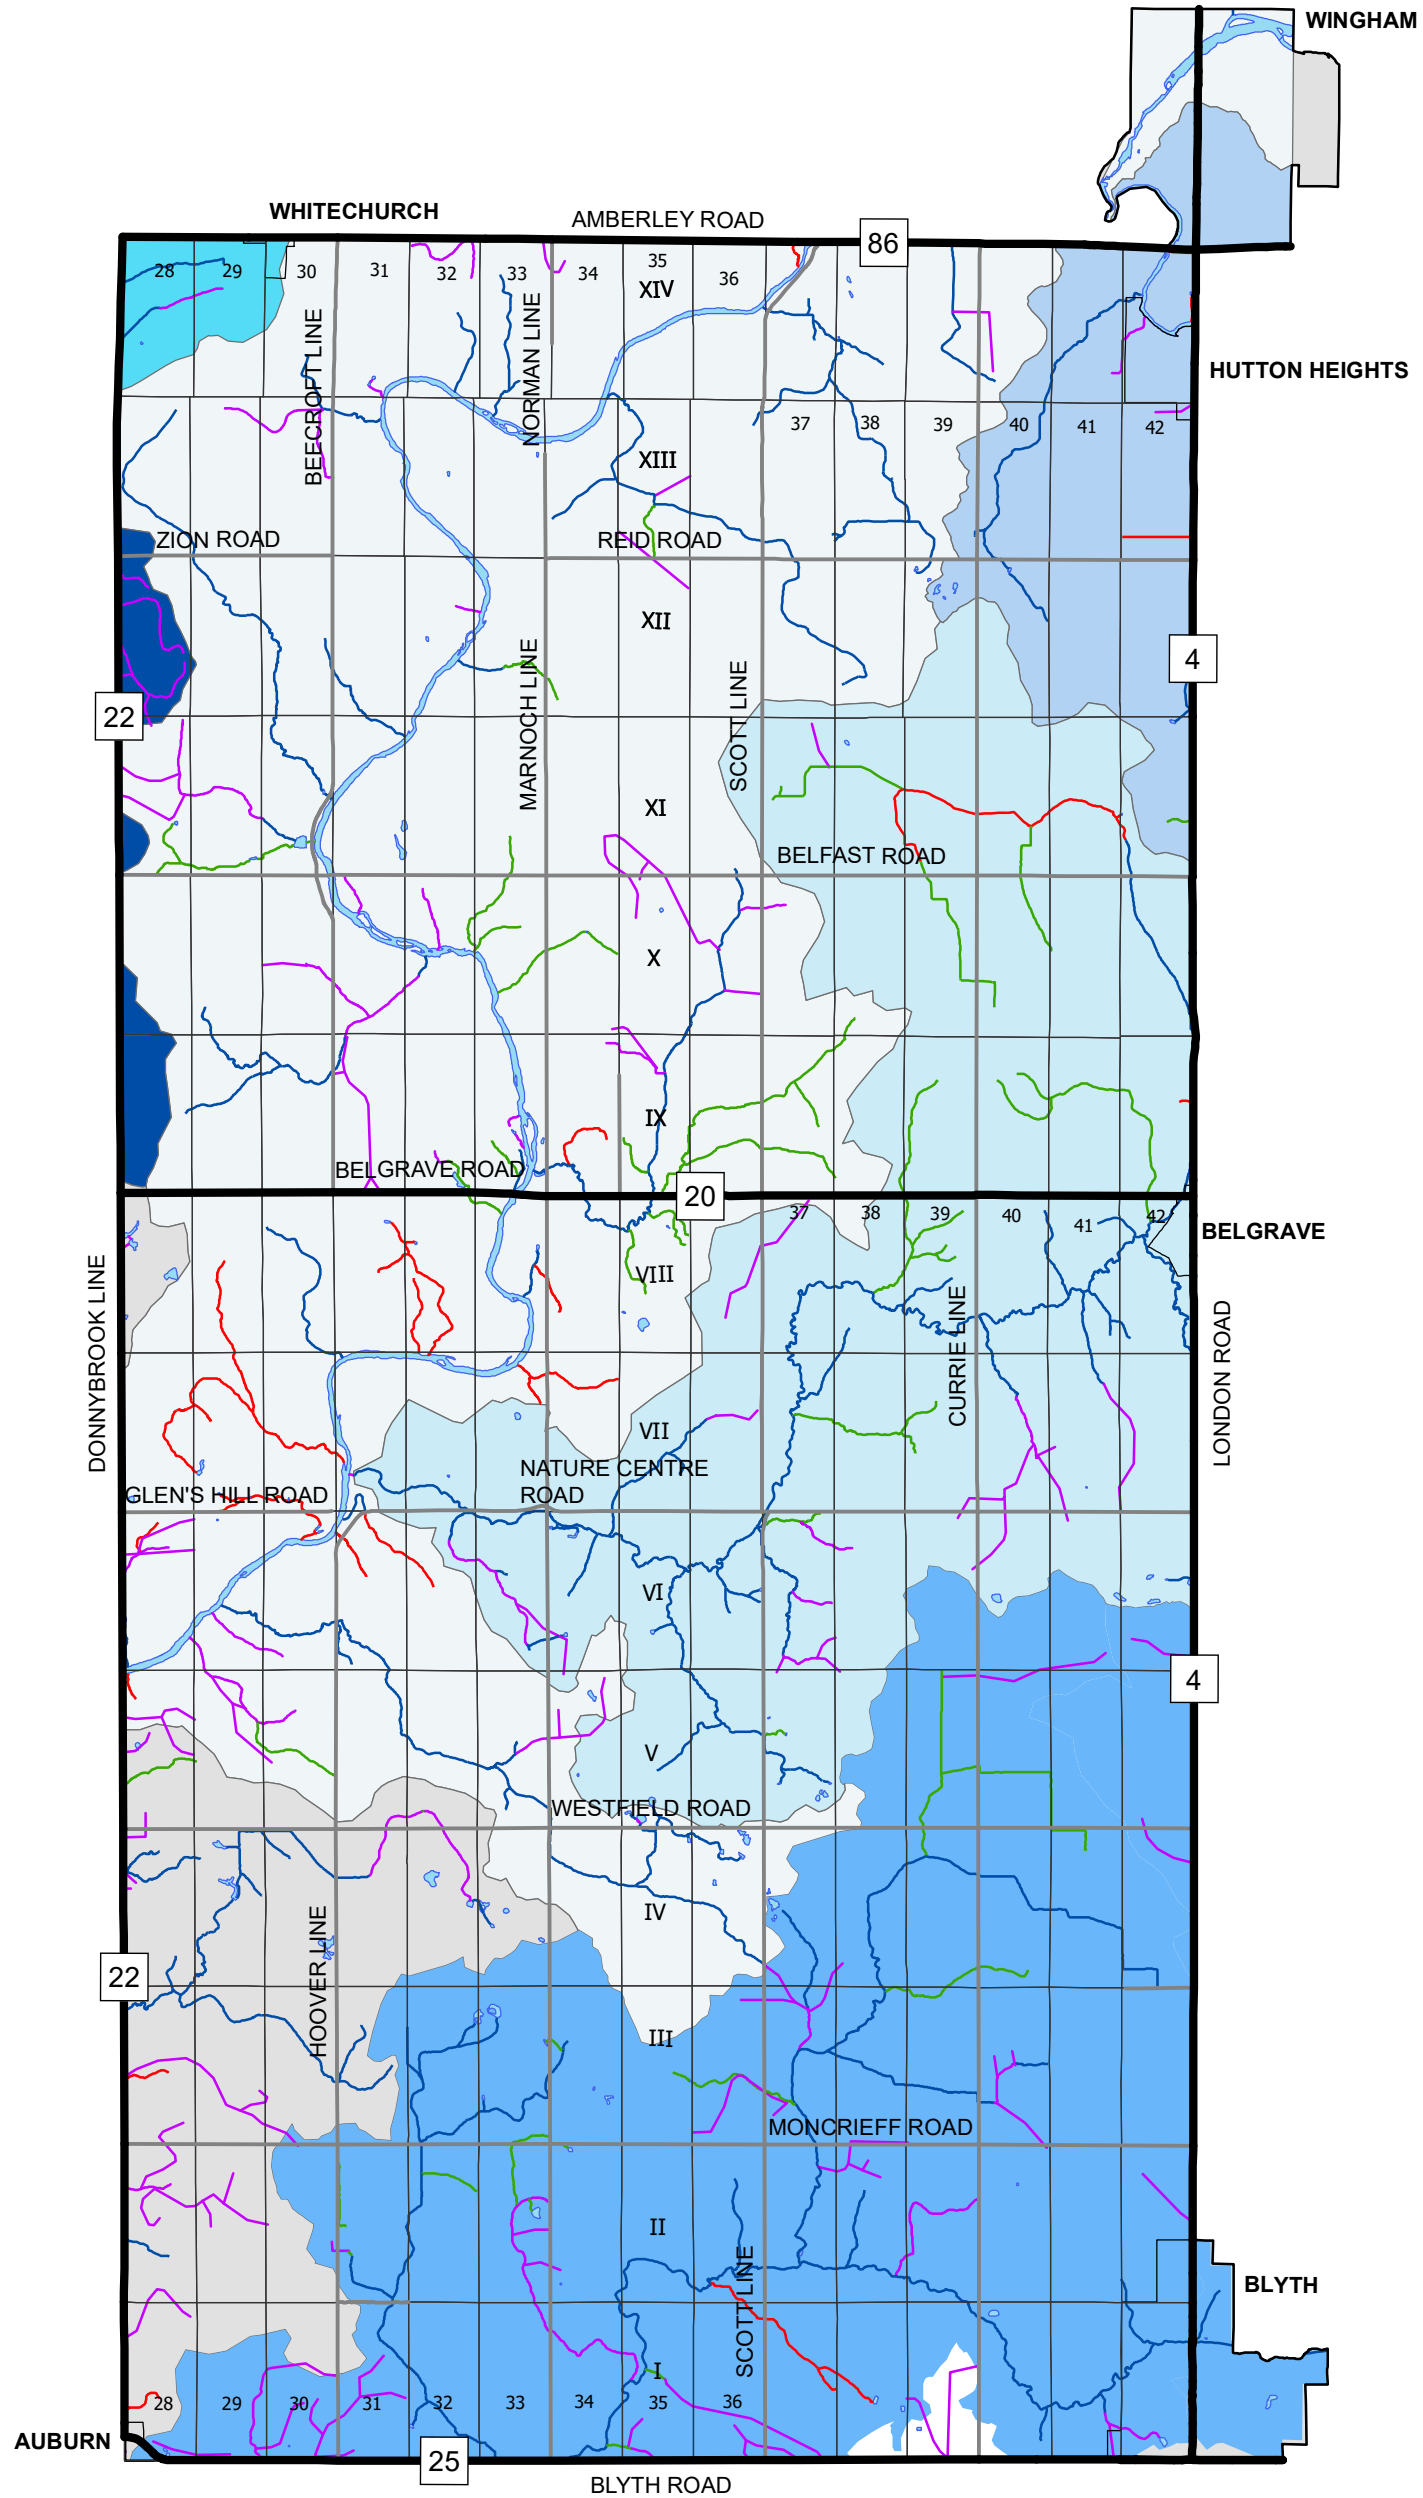 WINGHAM
WHITECHURCH
AMBERLEY ROAD
86
28
29
30
31
32
33
34
35
36
XIV
BEECROFT LINE
NORMAN LINE
HUTTON HEIGHTS
37
38
39
40
41
42
XIII
ZION ROAD
REID ROAD
XII
4
22
MARNOCH LINE
SCOTT LINE
XI
BELFAST ROAD
X
IX
BELGRAVE ROAD
20
37
38
39
40
41
42
BELGRAVE
VIII
DONNYBROOK LINE
CURRIE LINE
LONDON ROAD
VII
NATURE CENTRE
ROAD
GLEN'S HILL ROAD
VI
4
V
WESTFIELD ROAD
IV
HOOVER LINE
22
III
MONCRIEFF ROAD
II
SCOTT LINE
BLYTH
I
28
29
30
31
32
33
34
35
36
AUBURN
25
BLYTH ROAD